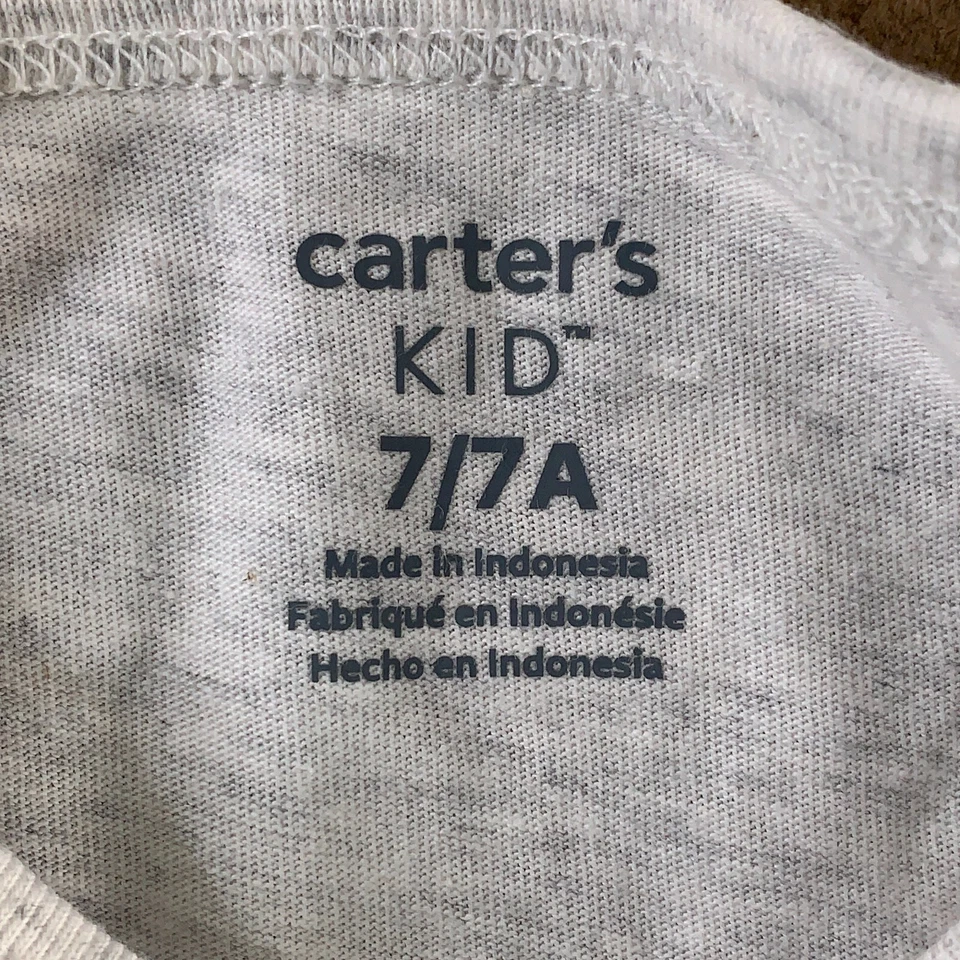 carter's
KID™
7/7A
Made in Indonesia
Fabriqué en Indonésie
Hecho en Indonesia